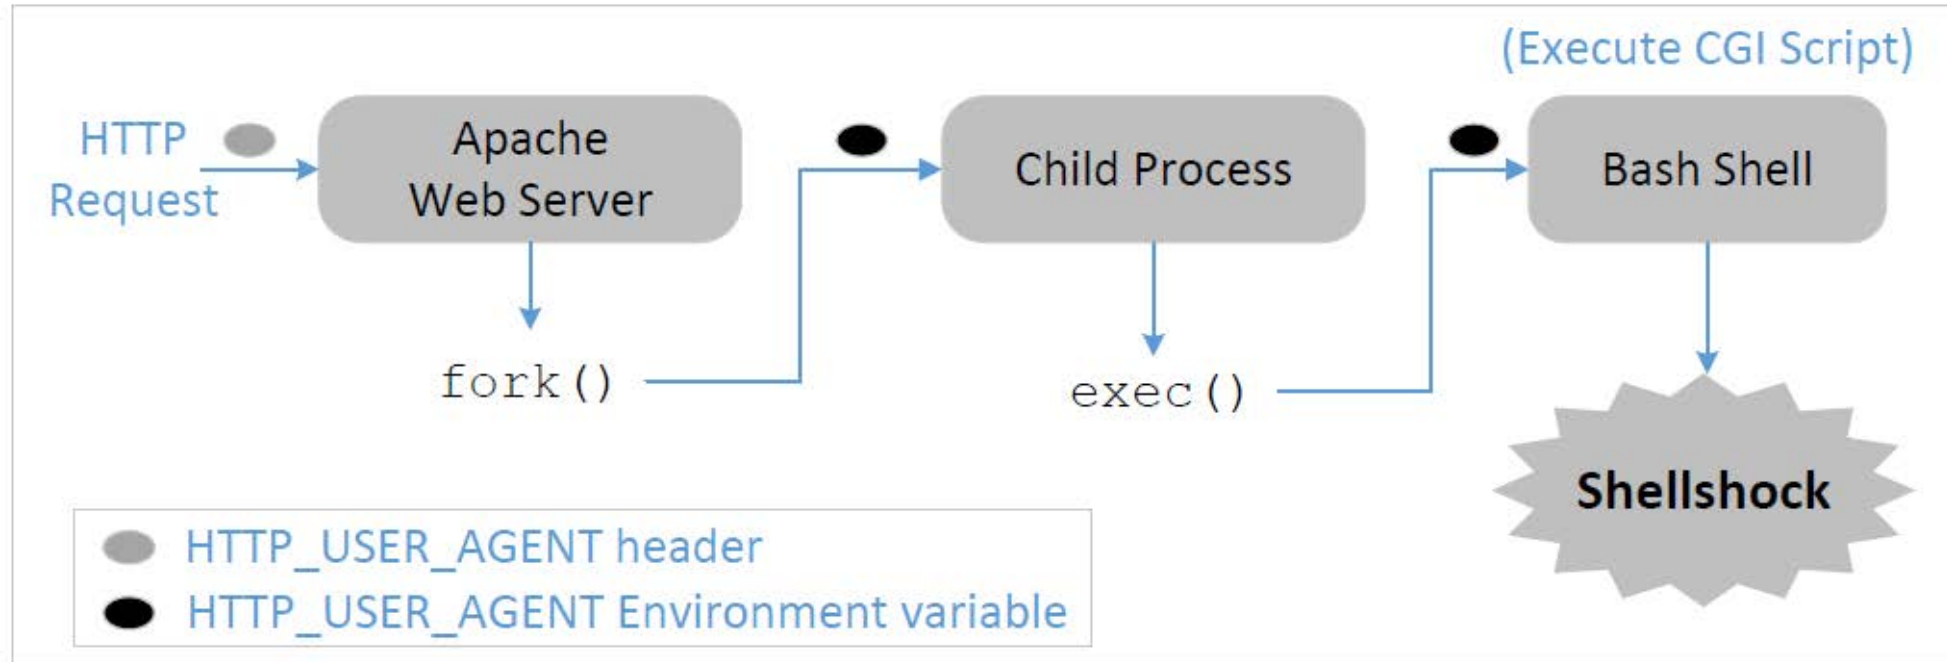 (Execute CGI Script)
HTTP
Request
Apache
Web Server
Child Process
Bash Shell
fork()
exec()
Shellshock
HTTP_USER_AGENT header
HTTP_USER_AGENT Environment variable